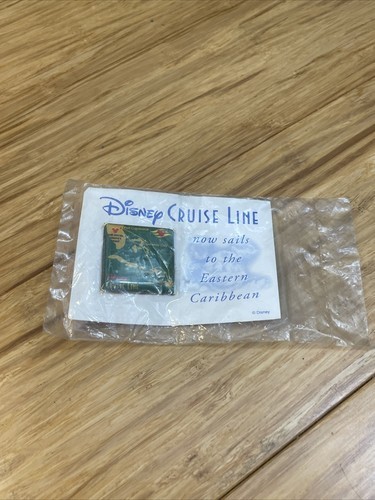 Disney CRUISE LINE
now sails
to the
Eastern
Caribbean
© Disney